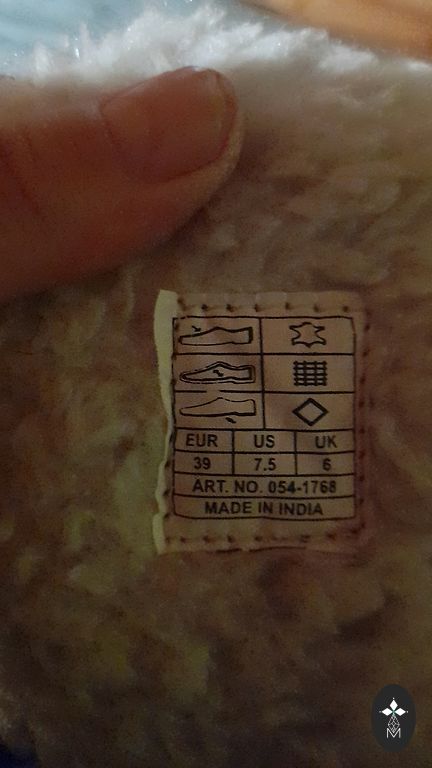 EUR US UK
39 7.5 6
ART. NO. 054-1768
MADE IN INDIA
M